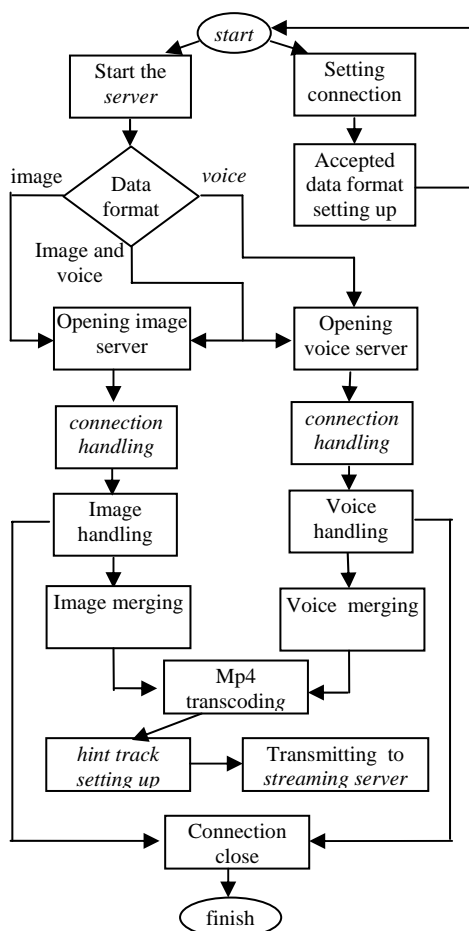 start
Start the
server
Setting
connection
Accepted
data format
setting up
image
voice
Data
format
Image and
voice
Opening image
server
Opening
voice server
connection
handling
connection
handling
Image
handling
Voice
handling
Image merging
Voice merging
Mp4
transcoding
hint track
setting up
Transmitting to
streaming server
Connection
close
finish